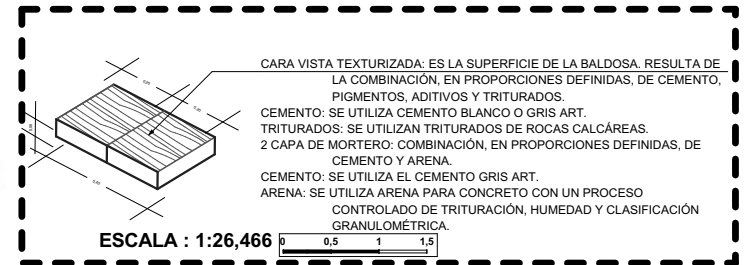 CARA VISTA TEXTURIZADA: ES LA SUPERFICIE DE LA BALDOSA. RESULTA DE
LA COMBINACIÓN, EN PROPORCIONES DEFINIDAS, DE CEMENTO,
PIGMENTOS, ADITIVOS Y TRITURADOS.
CEMENTO: SE UTILIZA CEMENTO BLANCO O GRIS ART.
TRITURADOS: SE UTILIZAN TRITURADOS DE ROCAS CALCÁREAS.
2 CAPA DE MORTERO: COMBINACIÓN, EN PROPORCIONES DEFINIDAS, DE
CEMENTO Y ARENA.
CEMENTO: SE UTILIZA EL CEMENTO GRIS ART.
ARENA: SE UTILIZA ARENA PARA CONCRETO CON UN PROCESO
CONTROLADO DE TRITURACIÓN, HUMEDAD Y CLASIFICACIÓN
GRANULOMÉTRICA.
ESCALA : 1:26,466
0 0,5 1 1,5